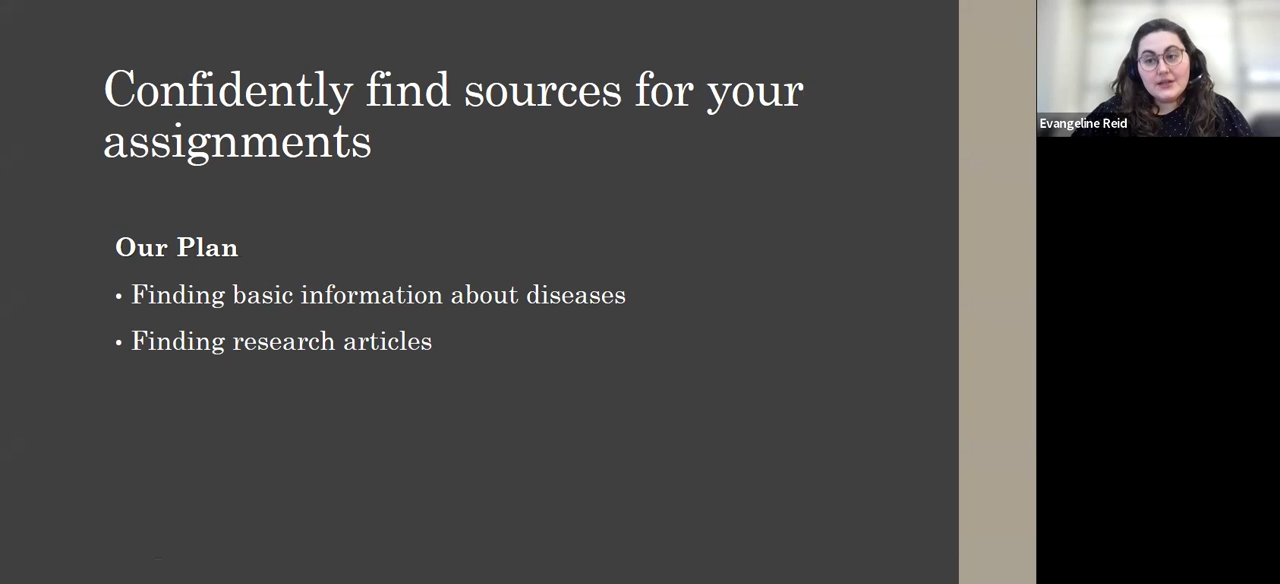 Confidently find sources for your
assignments
Our Plan
• Finding basic information about diseases
• Finding research articles
Evangeline Reid